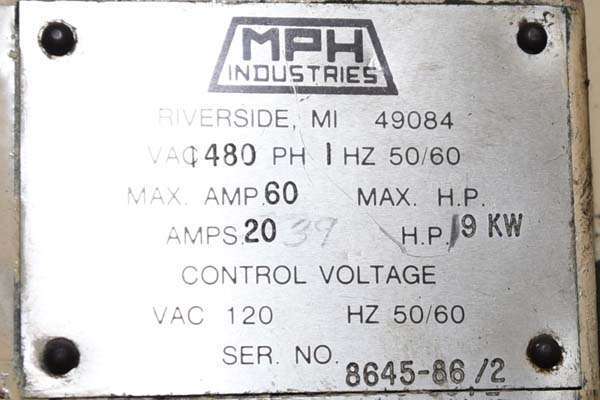 MPH
INDUSTRIES
RIVERSIDE, MI 49084
VAC 480 PH 1 HZ 50/60
MAX. AMP. 60 MAX. H.P.
AMPS. 20 39 H.P. 19 KW
CONTROL VOLTAGE
VAC 120 HZ 50/60
SER. NO. 8645-86/2